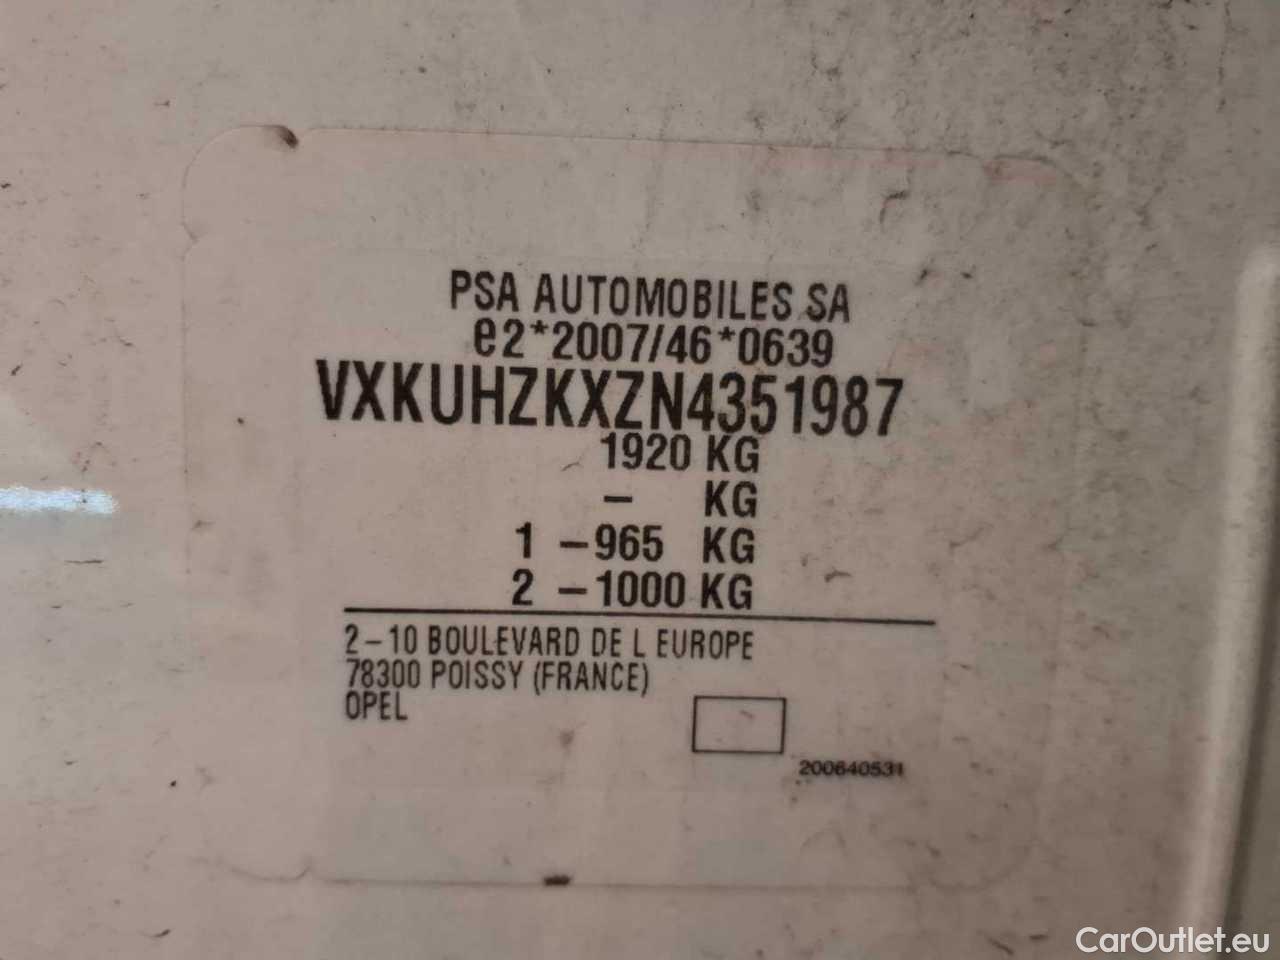 PSA AUTOMOBILES SA
e2*2007/46*0639
VXKUHZKXZN4351987
1920 KG
– KG
1 –965 KG
2 –1000 KG
2–10 BOULEVARD DE L EUROPE
78300 POISSY (FRANCE)
OPEL
200640531
CarOutlet.eu